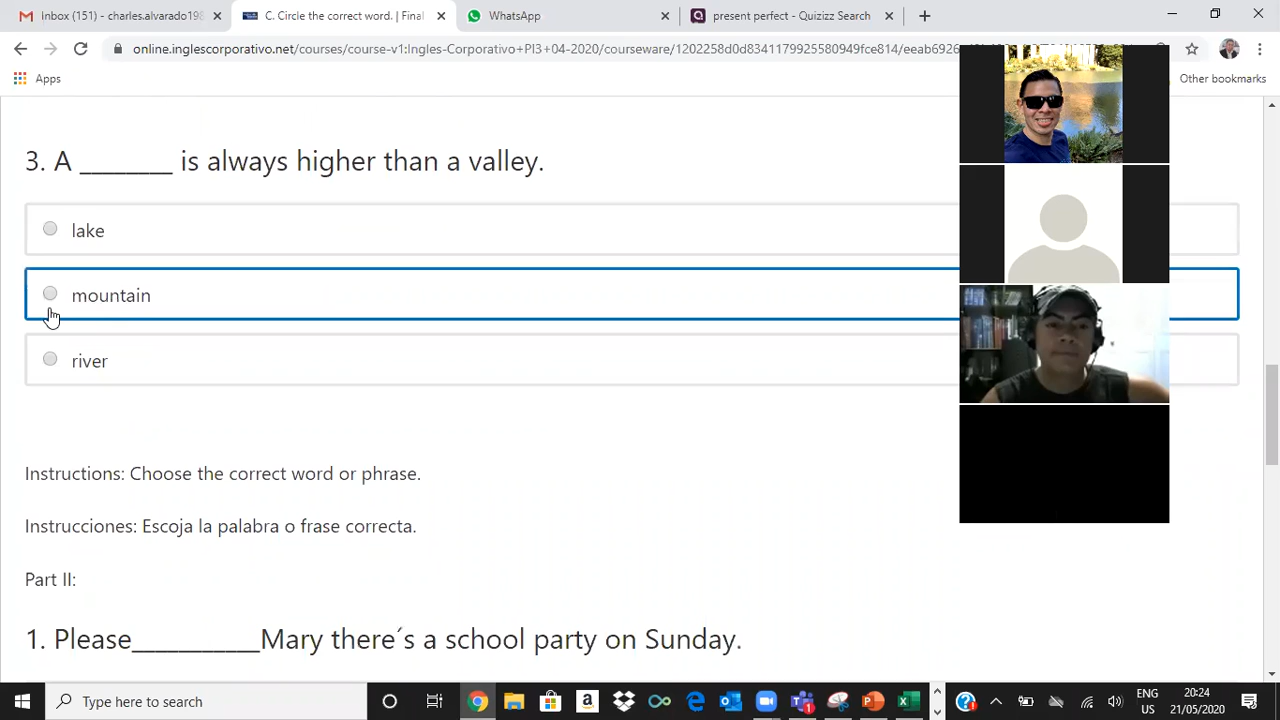 Inbox (151) - charles.alvarado198
C. Circle the correct word. | Final
WhatsApp
present perfect - Quizizz Search
online.inglescorporativo.net/courses/course-v1:Ingles-Corporativo+PI3+04-2020/courseware/1202258d0d8341179925580949fce814/eeab6926
Apps
Other bookmarks
3. A ________ is always higher than a valley.
lake
mountain
river
Instructions: Choose the correct word or phrase.
Instrucciones: Escoja la palabra o frase correcta.
Part II:
1. Please___________Mary there´s a school party on Sunday.
Type here to search
ENG
US
20:24
21/05/2020